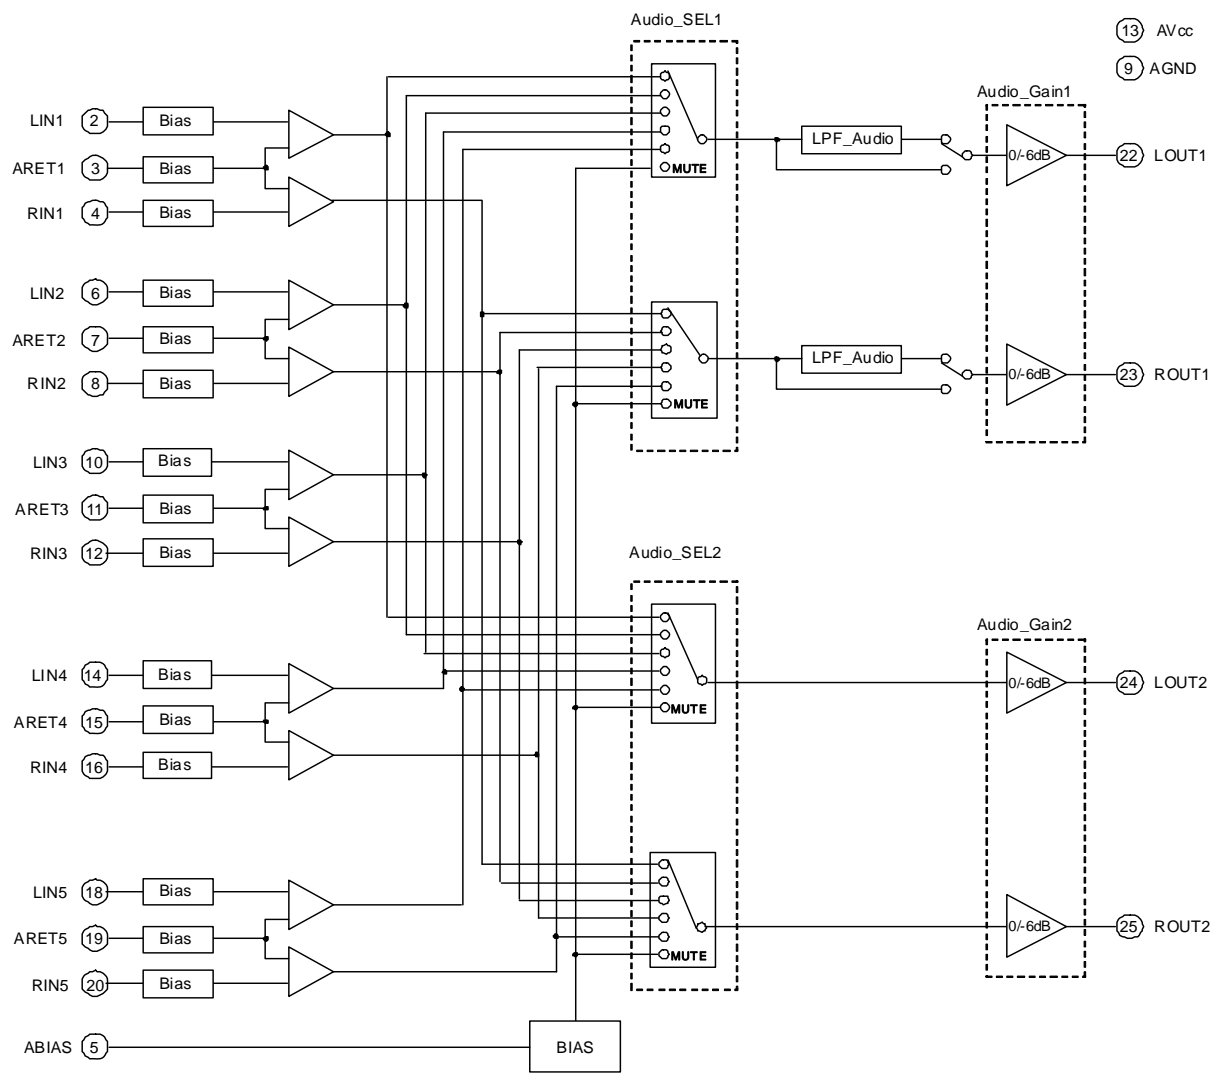 Audio_SEL1
13 AVcc
9 AGND
Audio_Gain1
LIN1 2 Bias
ARET1 3 Bias
RIN1 4 Bias
MUTE
LPF_Audio
0/-6dB
22 LOUT1
LIN2 6 Bias
ARET2 7 Bias
RIN2 8 Bias
MUTE
LPF_Audio
0/-6dB
23 ROUT1
LIN3 10 Bias
ARET3 11 Bias
RIN3 12 Bias
Audio_SEL2
Audio_Gain2
LIN4 14 Bias
ARET4 15 Bias
RIN4 16 Bias
MUTE
0/-6dB
24 LOUT2
LIN5 18 Bias
ARET5 19 Bias
RIN5 20 Bias
MUTE
0/-6dB
25 ROUT2
ABIAS 5 BIAS